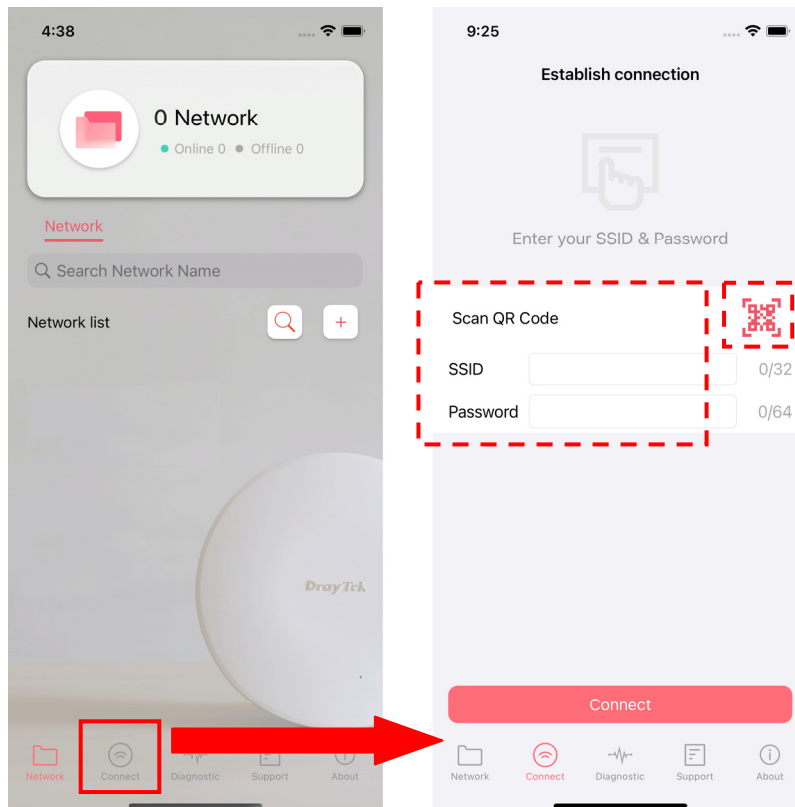 4:38
0 Network
Online 0 Offline 0
Network
Search Network Name
Network list
DrayTek
Network Connect Diagnostic Support About
9:25
Establish connection
Enter your SSID & Password
Scan QR Code
SSID 0/32
Password 0/64
Connect
Network Connect Diagnostic Support About